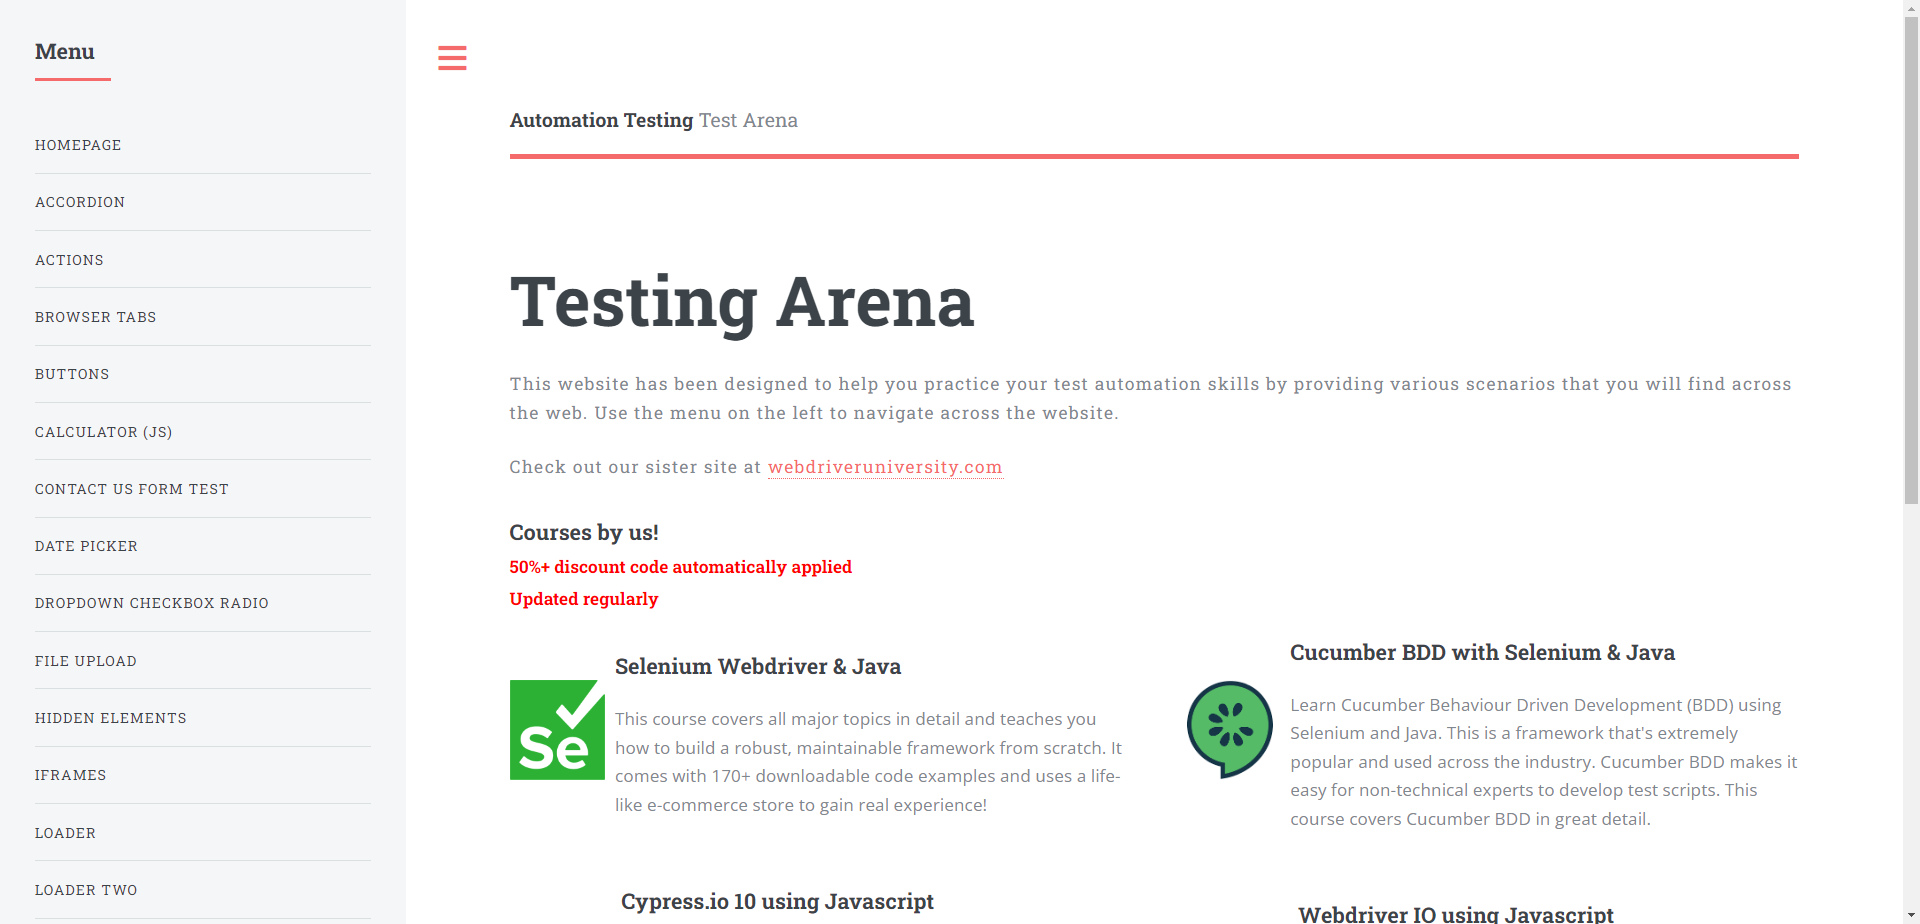 Menu
HOMEPAGE
ACCORDION
ACTIONS
BROWSER TABS
BUTTONS
CALCULATOR (JS)
CONTACT US FORM TEST
DATE PICKER
DROPDOWN CHECKBOX RADIO
FILE UPLOAD
HIDDEN ELEMENTS
IFRAMES
LOADER
LOADER TWO
Automation Testing Test Arena
Testing Arena
This website has been designed to help you practice your test automation skills by providing various scenarios that you will find across
the web. Use the menu on the left to navigate across the website.
Check out our sister site at webdriveruniversity.com
Courses by us!
50%+ discount code automatically applied
Updated regularly
Se
Selenium Webdriver & Java
This course covers all major topics in detail and teaches you
how to build a robust, maintainable framework from scratch. It
comes with 170+ downloadable code examples and uses a life-
like e-commerce store to gain real experience!
Cucumber BDD with Selenium & Java
Learn Cucumber Behaviour Driven Development (BDD) using
Selenium and Java. This is a framework that's extremely
popular and used across the industry. Cucumber BDD makes it
easy for non-technical experts to develop test scripts. This
course covers Cucumber BDD in great detail.
Cypress.io 10 using Javascript
Webdriver IO using Javascript